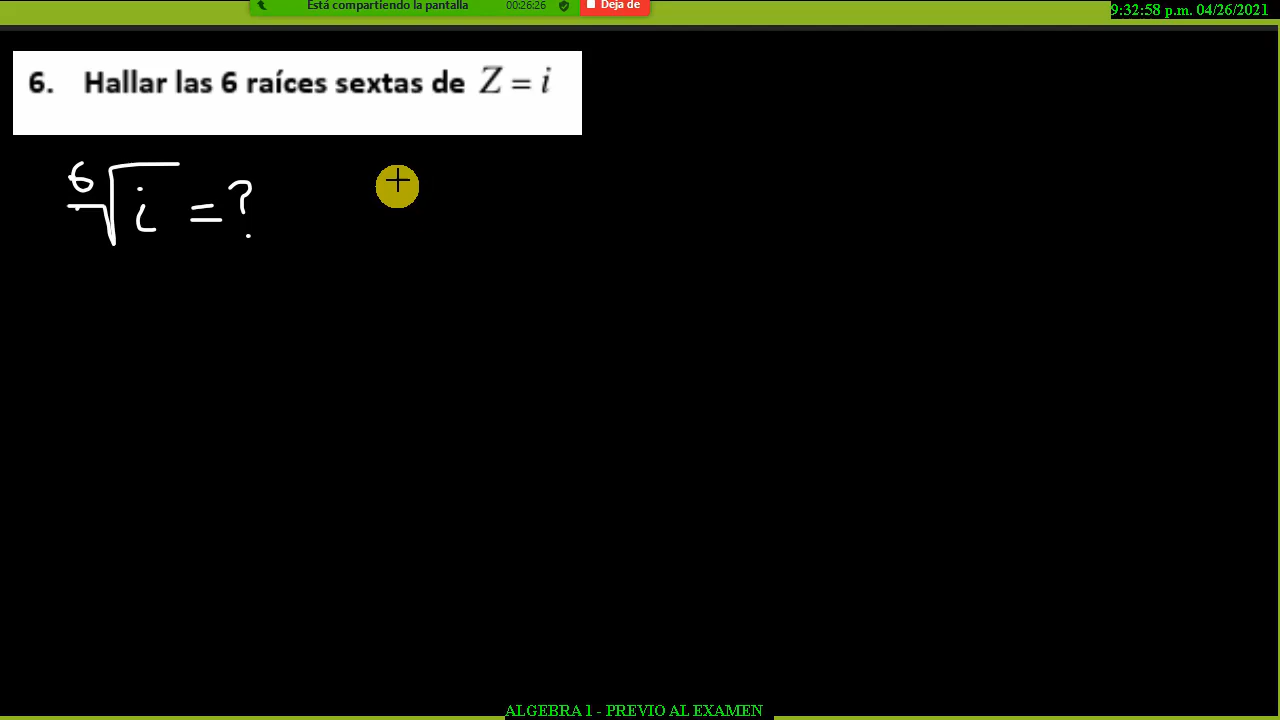 Está compartiendo la pantalla 00:26:26 Deja de
9:32:58 p.m. 04/26/2021
6. Hallar las 6 raíces sextas de Z = i
⁶√i = ?
ALGEBRA 1 - PREVIO AL EXAMEN